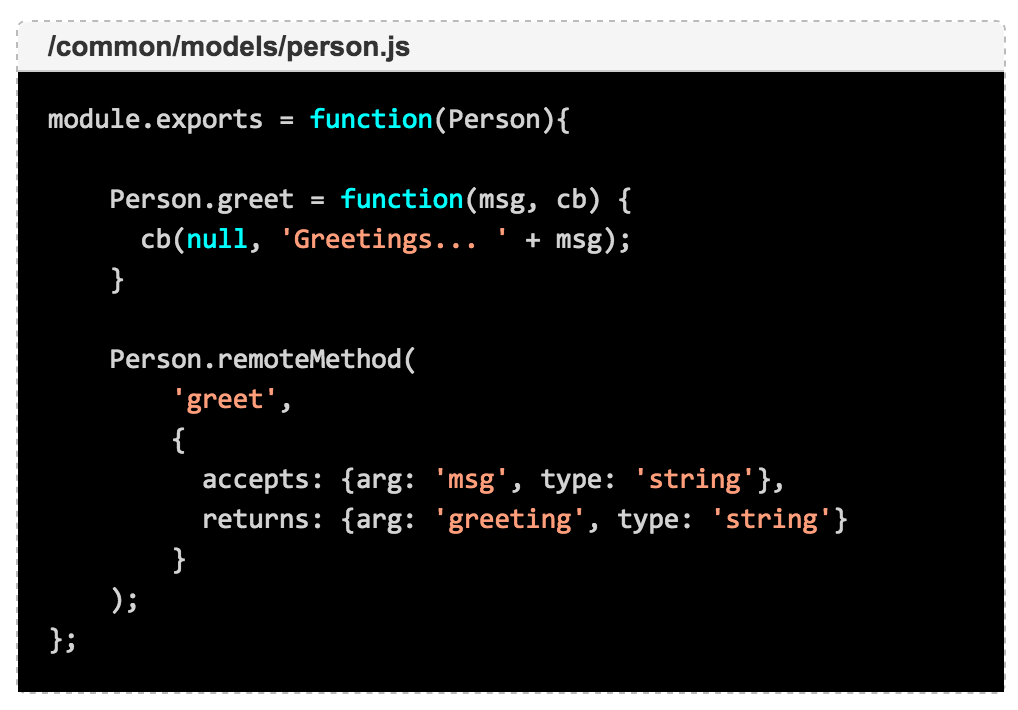 /common/models/person.js
module.exports = function(Person){
    Person.greet = function(msg, cb) {
      cb(null, 'Greetings... ' + msg);
    }
    Person.remoteMethod(
        'greet',
        {
          accepts: {arg: 'msg', type: 'string'},
          returns: {arg: 'greeting', type: 'string'}
        }
    );
};